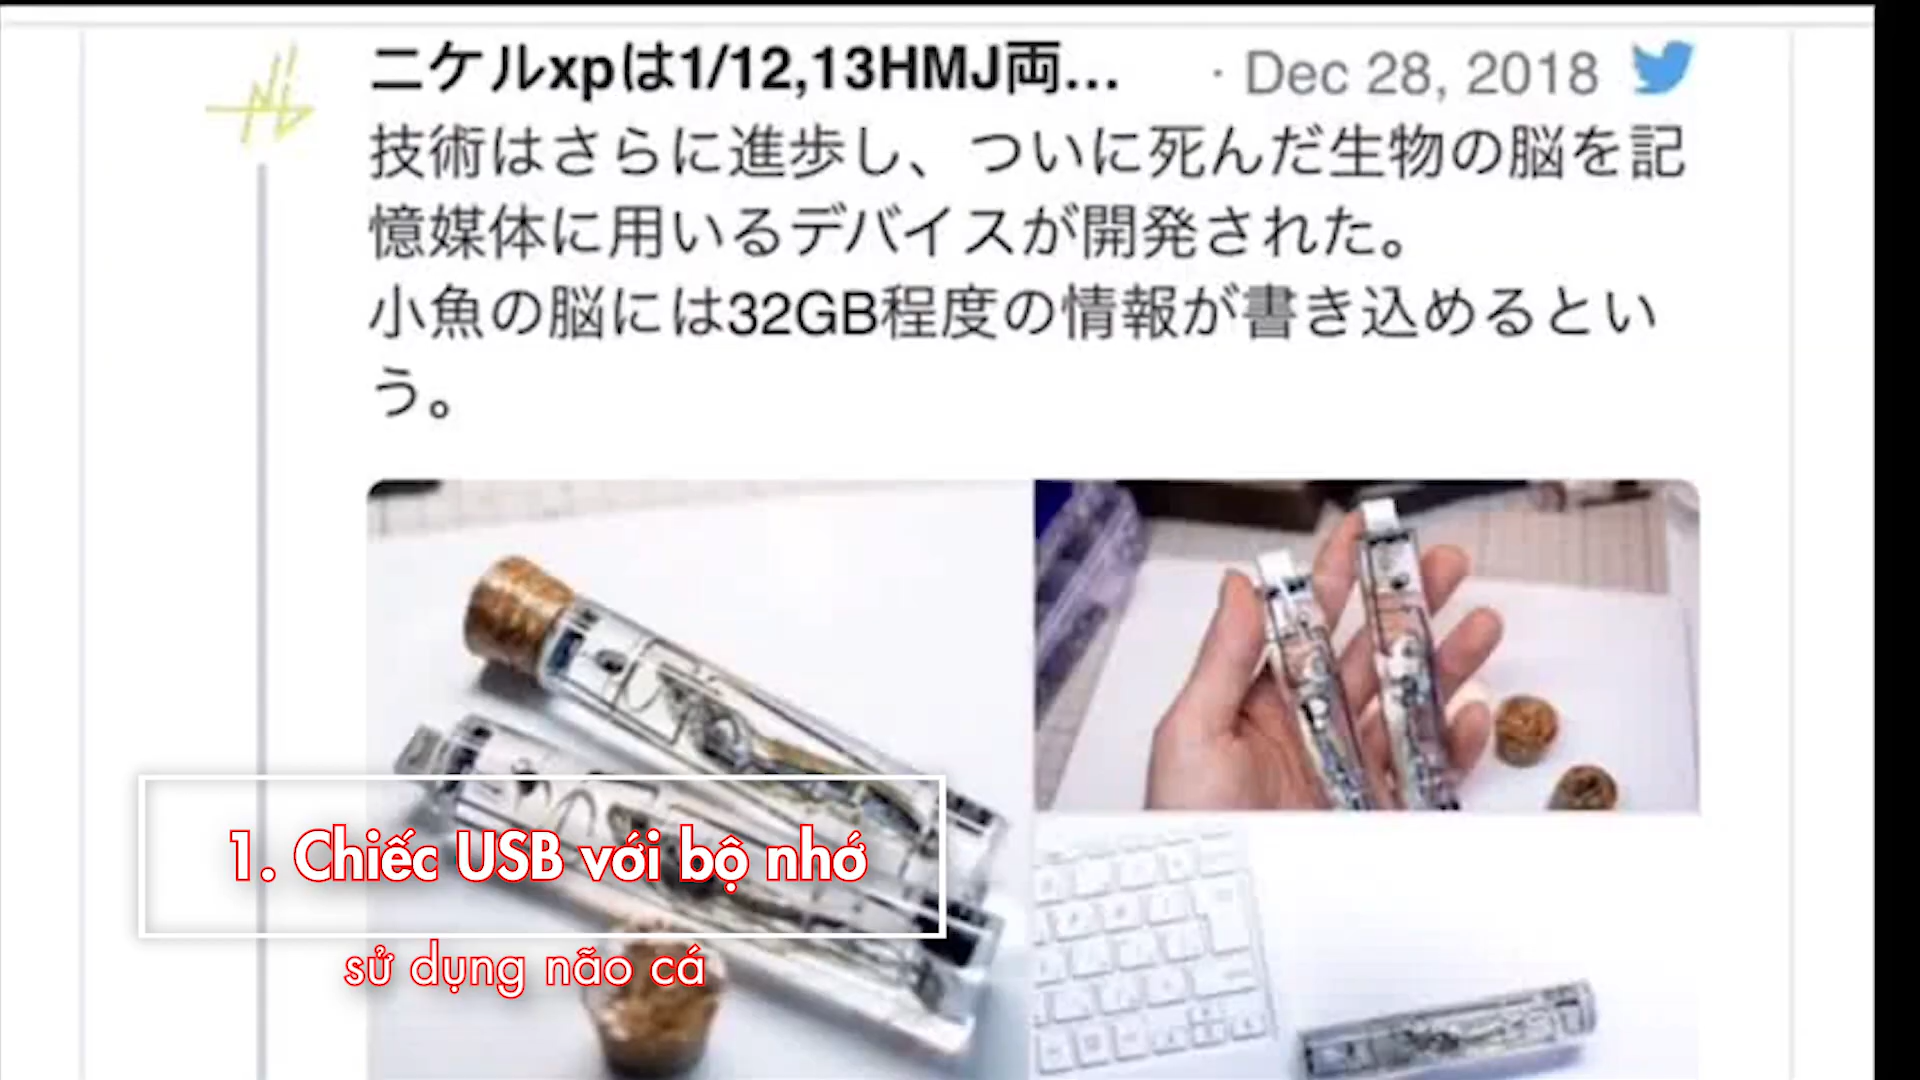 ニケルxpは1/12,13HMJ両... · Dec 28, 2018
技術はさらに進歩し、ついに死んだ生物の脳を記
憶媒体に用いるデバイスが開発された。
小魚の脳には32GB程度の情報が書き込めるとい
う。
1. Chiếc USB với bộ nhớ
sử dụng não cá